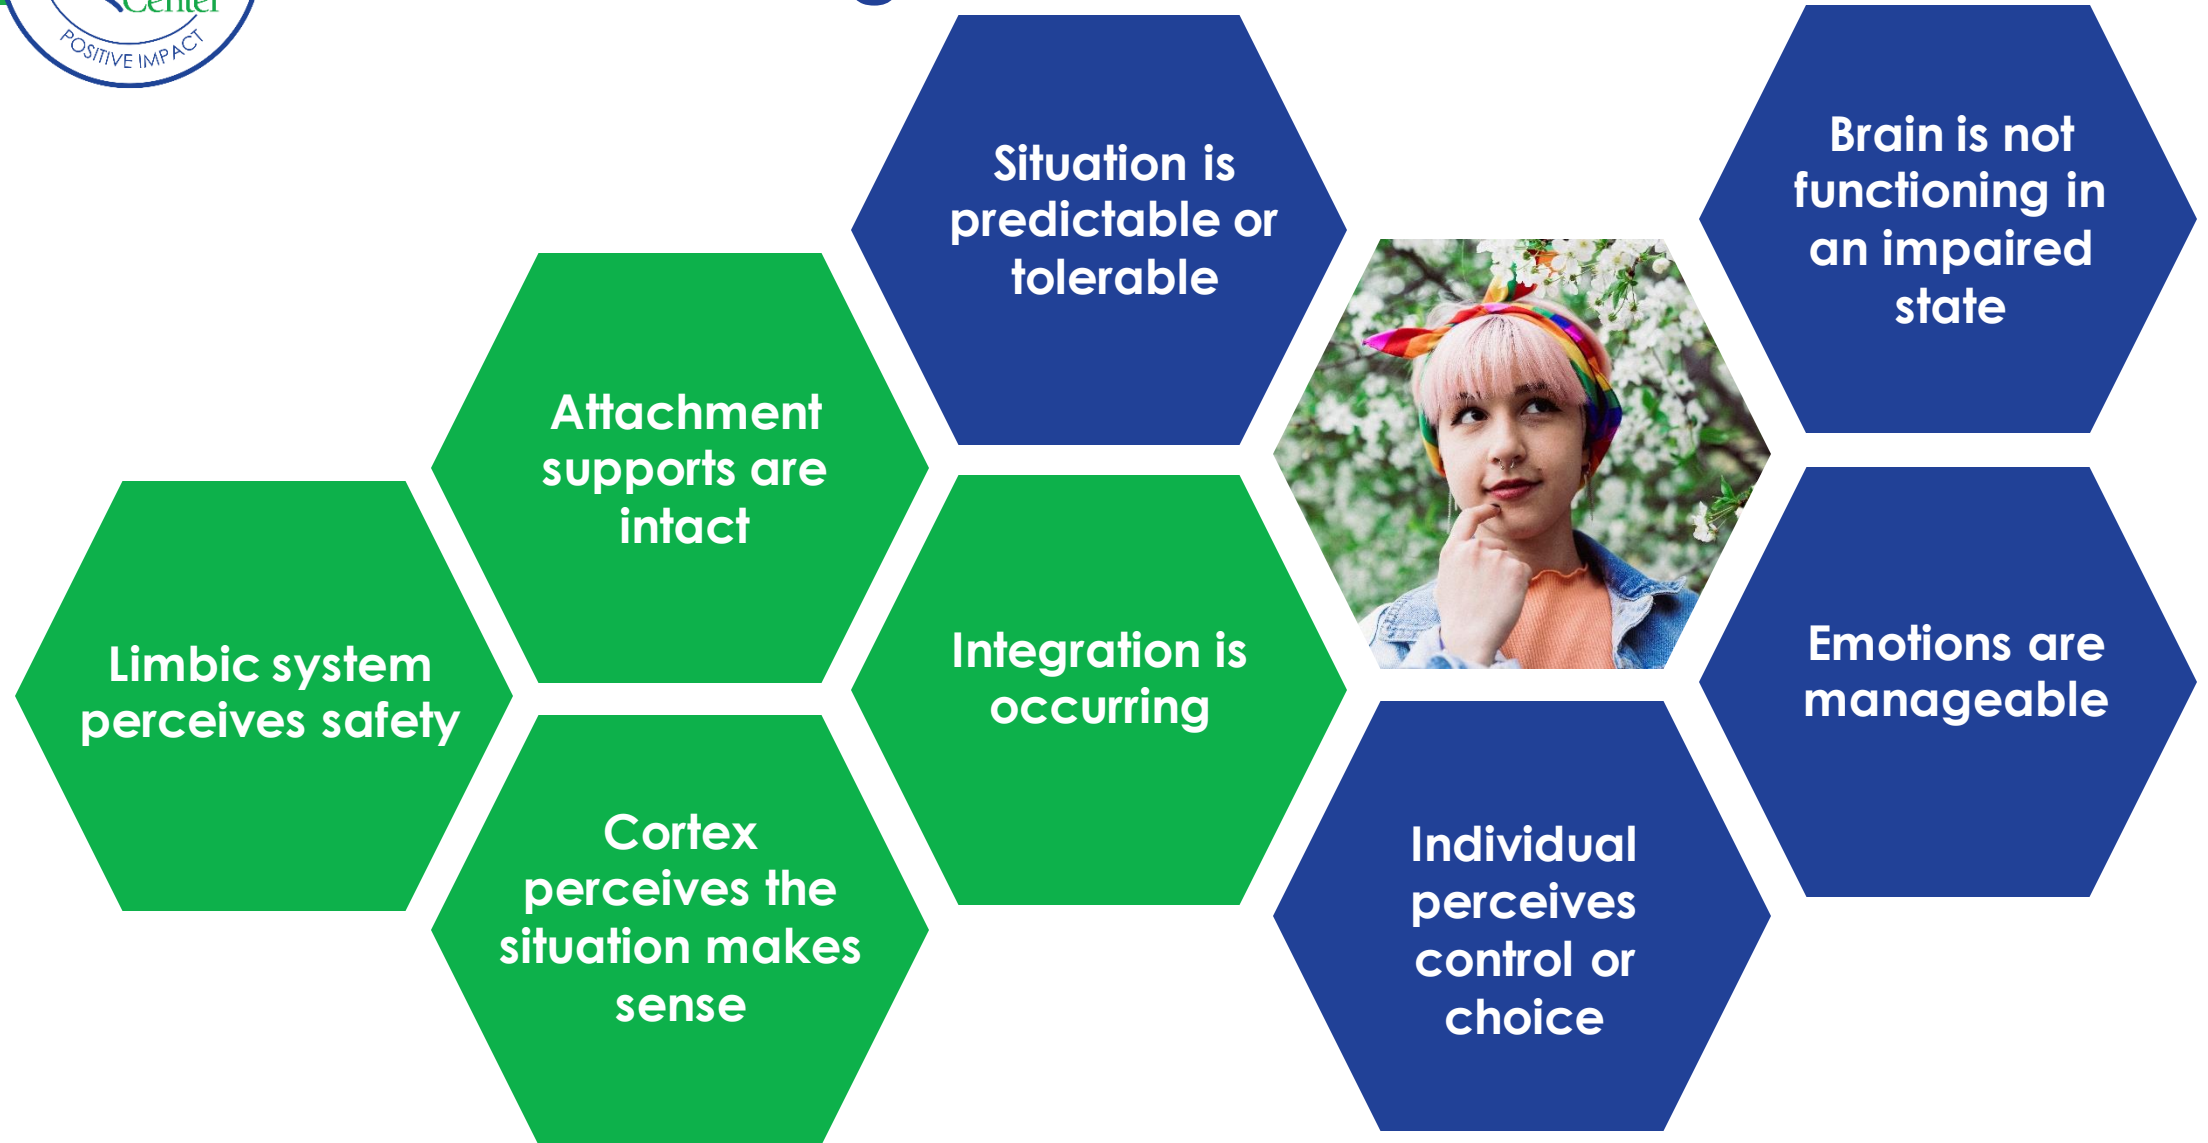 Center
POSITIVE IMPACT
Situation is
predictable or
tolerable
Brain is not
functioning in
an impaired
state
Attachment
supports are
intact
Integration is
occurring
Emotions are
manageable
Limbic system
perceives safety
Cortex
perceives the
situation makes
sense
Individual
perceives
control or
choice